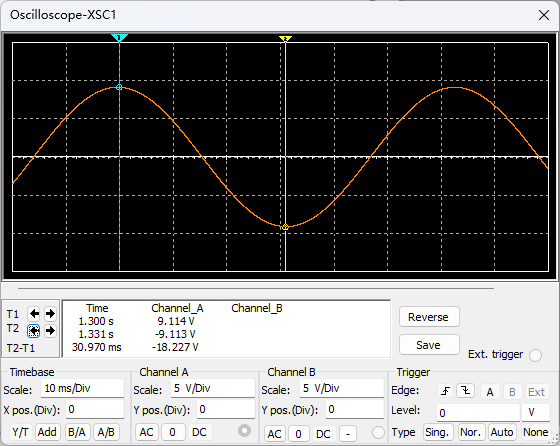 Oscilloscope-XSC1
1
2
T1
T2
T2-T1
Time Channel_A Channel_B
1.300 s 9.114 V
1.331 s -9.113 V
30.970 ms -18.227 V
Reverse
Save
Ext. trigger
Timebase
Scale: 10 ms/Div
X pos.(Div): 0
Y/T Add B/A A/B
Channel A
Scale: 5 V/Div
Y pos.(Div): 0
AC 0 DC
Channel B
Scale: 5 V/Div
Y pos.(Div): 0
AC 0 DC -
Trigger
Edge: A B Ext
Level: 0 V
Type Sing. Nor. Auto None